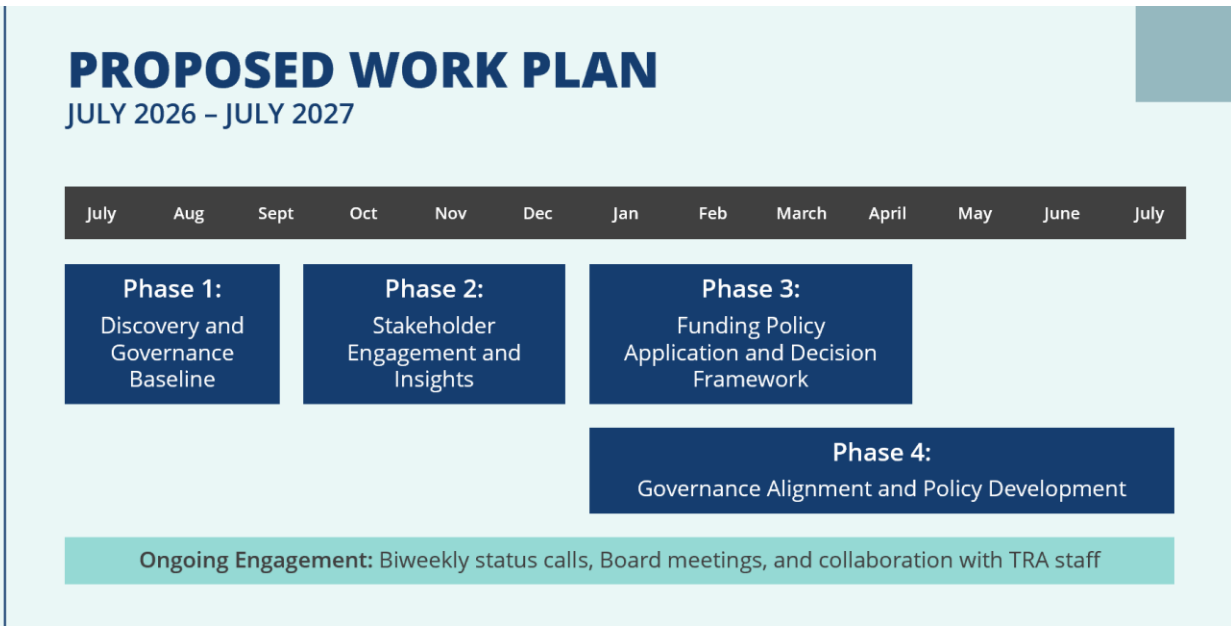 PROPOSED WORK PLAN
JULY 2026 – JULY 2027
July Aug Sept Oct Nov Dec Jan Feb March April May June July
Phase 1:
Discovery and
Governance
Baseline
Phase 2:
Stakeholder
Engagement and
Insights
Phase 3:
Funding Policy
Application and Decision
Framework
Phase 4:
Governance Alignment and Policy Development
Ongoing Engagement: Biweekly status calls, Board meetings, and collaboration with TRA staff